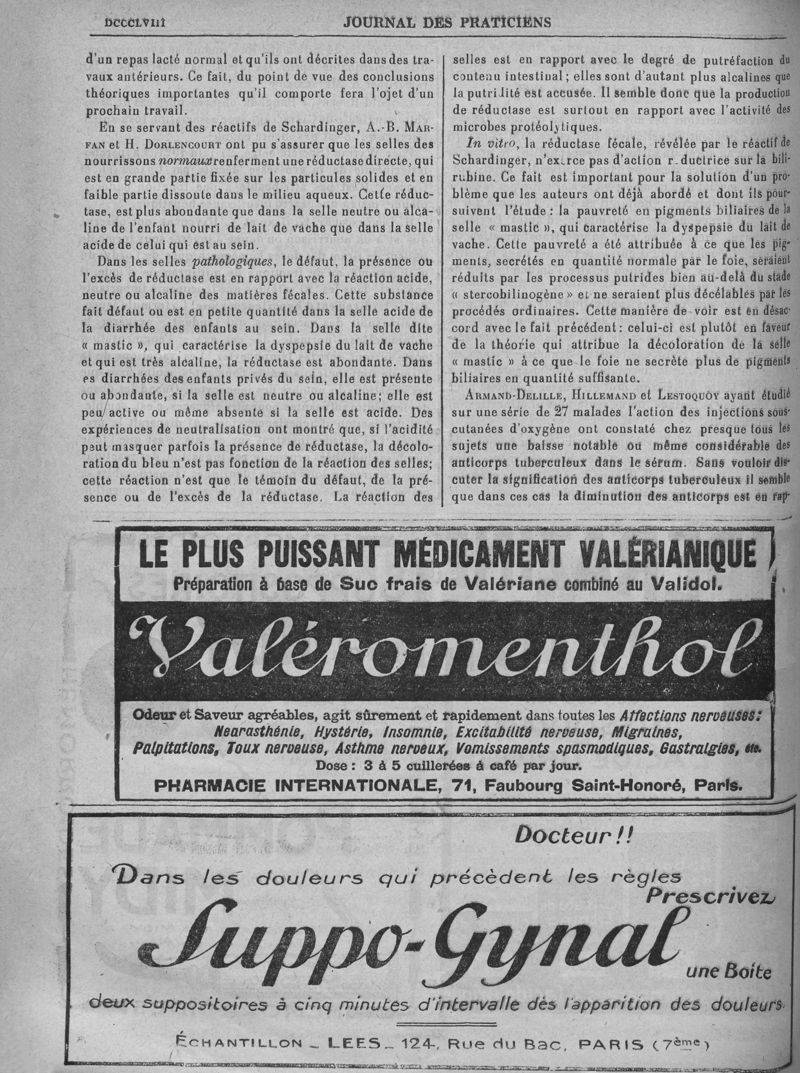 DCCCLVIII
JOURNAL DES PRATICIENS
d'un repas lacté normal et qu'ils ont décrites dans des tra-
vaux antérieurs. Ce fait, du point de vue des conclusions
théoriques importantes qu'il comporte fera l'ojet d'un
prochain travail.
En se servant des réactifs de Schardinger, A.-B. MAR-
FAN et H. DORLENCOURT ont pu s'assurer que les selles des
nourrissons normaux renferment une réductase directe, qui
est en grande partie fixée sur les particules solides et en
faible partie dissoute dans le milieu aqueux. Cette réduc-
tase, est plus abondante que dans la selle neutre ou alca-
line de l'enfant nourri de lait de vache que dans la selle
acide de celui qui est au sein.
Dans les selles pathologiques, le défaut, la présence ou
l'excès de réductase est en rapport avec la réaction acide,
neutre ou alcaline des matières fécales. Cette substance
fait défaut ou est en petite quantité dans la selle acide de
la diarrhée des enfants au sein. Dans la selle dite
« mastic », qui caractérise la dyspepsie du lait de vache
et qui est très alcaline, la réductase est abondante. Dans
es diarrhées des enfants privés du sein, elle est présente
ou abondante, si la selle est neutre ou alcaline; elle est
peu active ou même absente si la selle est acide. Des
expériences de neutralisation ont montré que, si l'acidité
peut masquer parfois la présence de réductase, la décolo-
ration du bleu n'est pas fonction de la réaction des selles;
cette réaction n'est que le témoin du défaut, de la pré-
sence ou de l'excès de la réductase. La réaction des
selles est en rapport avec le degré de putréfaction du
contenu intestinal; elles sont d'autant plus alcalines que
la putrilité est accusée. Il semble donc que la production
de réductase est surtout en rapport avec l'activité des
microbes protéolytiques.
In vitro, la réductase fécale, révélée par le réactif de
Schardinger, n'exerce pas d'action réductrice sur la bili-
rubine. Ce fait est important pour la solution d'un pro-
blème que les auteurs ont déjà abordé et dont ils pour-
suivent l'étude : la pauvreté en pigments biliaires de la
selle « mastic », qui caractérise la dyspepsie du lait de
vache. Cette pauvreté a été attribuée à ce que les pig-
ments, secrétés en quantité normale par le foie, seraient
réduits par les processus putrides bien au-delà du stade
« stercobilinogène » et ne seraient plus décélables par les
procédés ordinaires. Cette manière de voir est en désac-
cord avec le fait précédent: celui-ci est plutôt en faveur
de la théorie qui attribue la décoloration de la selle
« mastic » à ce que le foie ne secrète plus de pigments
biliaires en quantité suffisante.
ARMAND-DELILLE, HILLEMAND et LESTOQUOY ayant étudié
sur une série de 27 malades l'action des injections sous-
cutanées d'oxygène ont constaté chez presque tous les
sujets une baisse notable ou même considérable des
anticorps tuberculeux dans le sérum. Sans vouloir dis-
cuter la signification des anticorps tuberculeux il semble
que dans ces cas la diminution des anticorps est en rap-
LE PLUS PUISSANT MÉDICAMENT VALÉRIANIQUE
Préparation à base de Suc frais de Valériane combiné au Validol.
Valéromenthol
Odeur et Saveur agréables, agit sûrement et rapidement dans toutes les Affections nerveuses:
Nearasthénie, Hystérie, Insomnie, Excitabilité nerveuse, Migraines,
Palpitations, Toux nerveuse, Asthme nerveux, Vomissements spasmodiques, Gastralgies, etc.
Dose : 3 à 5 cuillerées à café par jour.
PHARMACIE INTERNATIONALE, 71, Faubourg Saint-Honoré, Paris.
Docteur!!
Dans les douleurs qui précèdent les règles
Prescrivez
Suppo-Gynal
une Boite
deux suppositoires à cinq minutes d'intervalle dès l'apparition des douleurs
ÉCHANTILLON - LEES - 124, Rue du Bac, PARIS (7ème)